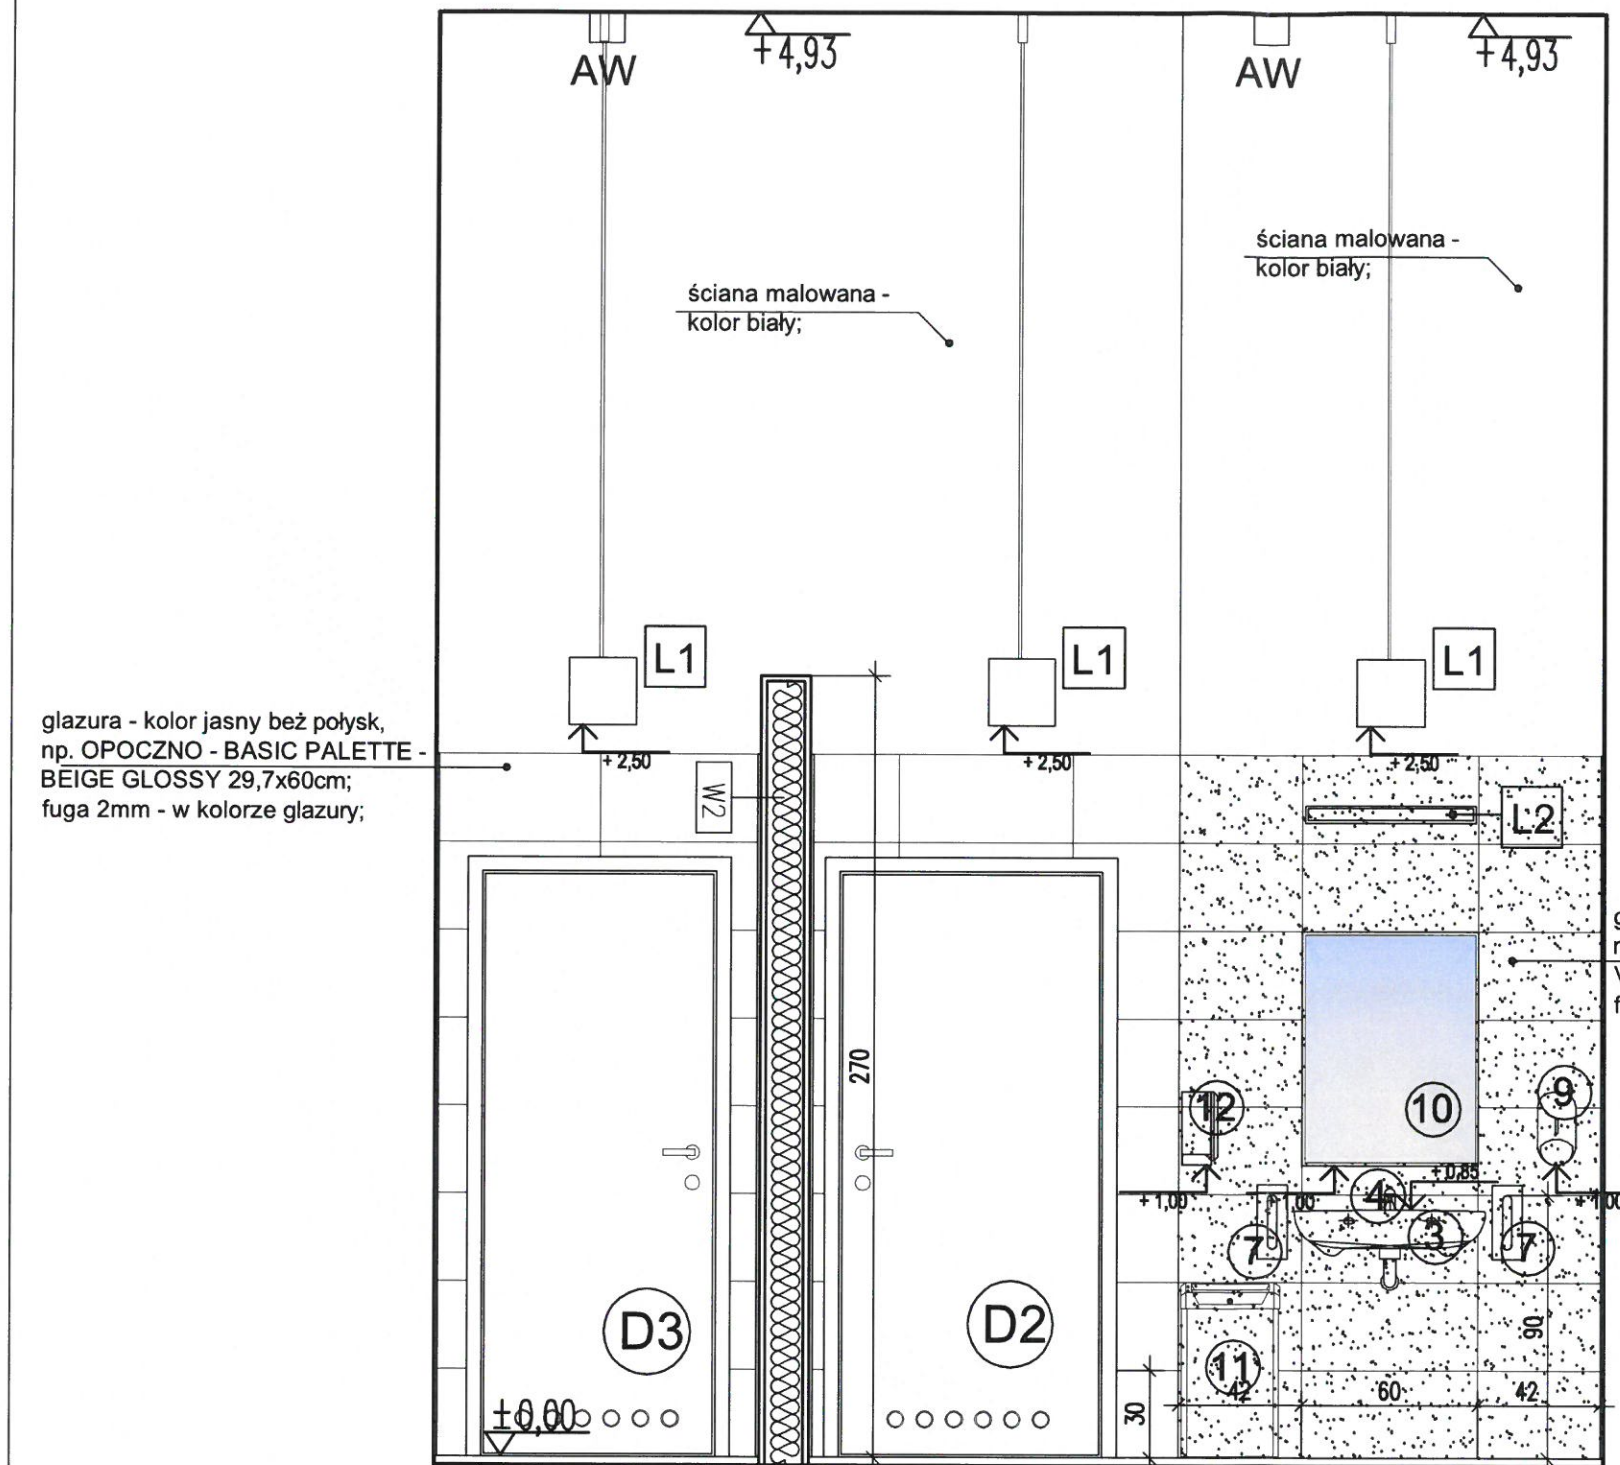 AW
+ 4,93
AW
+ 4,93
ściana malowana -
kolor biały;
ściana malowana -
kolor biały;
L1
L1
L1
glazura - kolor jasny beż połysk,
np. OPOCZNO - BASIC PALETTE -
BEIGE GLOSSY 29,7x60cm;
fuga 2mm - w kolorze glazury;
+ 2,50
+ 2,50
+ 2,50
W2
L2
270
12
10
9
+ 0,85
+ 1,00
+ 1,00
4
+ 1,00
7
3
7
D3
D2
90
11
42
60
42
30
± 0,00